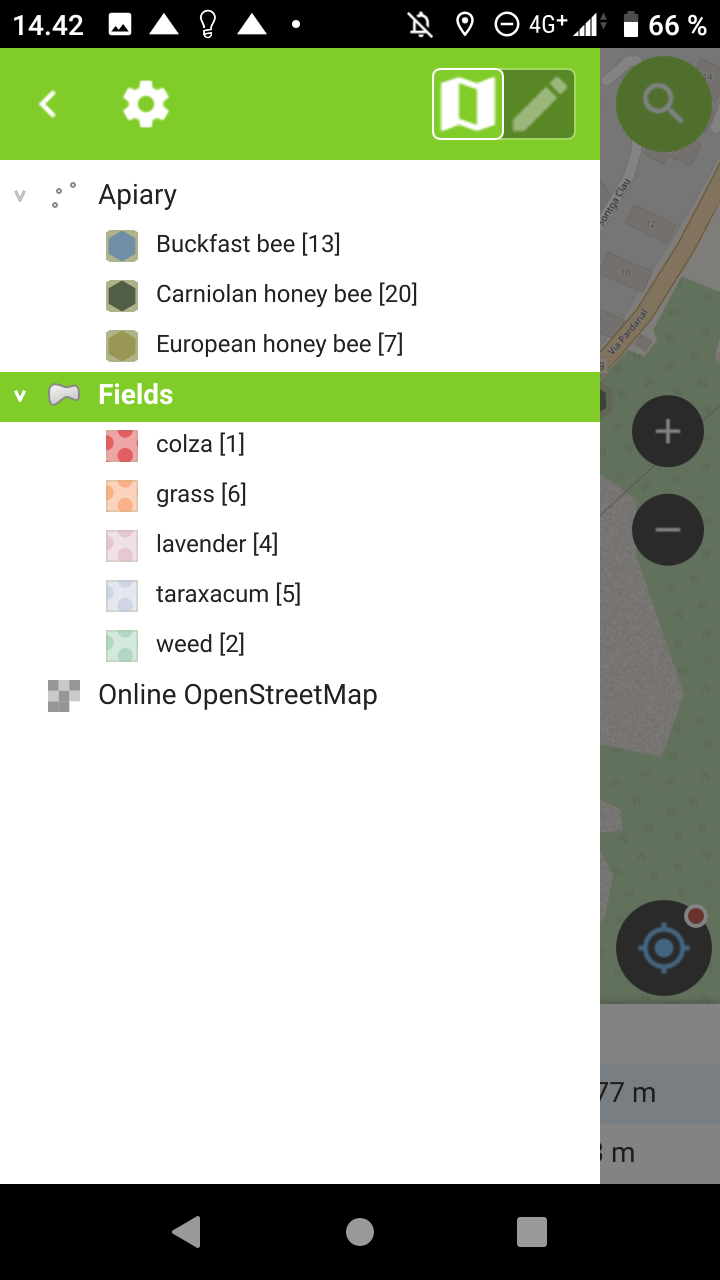 14.42 4G+ 66 %
Apiary
Buckfast bee [13]
Carniolan honey bee [20]
European honey bee [7]
Fields
colza [1]
grass [6]
lavender [4]
taraxacum [5]
weed [2]
Online OpenStreetMap
14
12
10
Via Pardanal
77 m
m